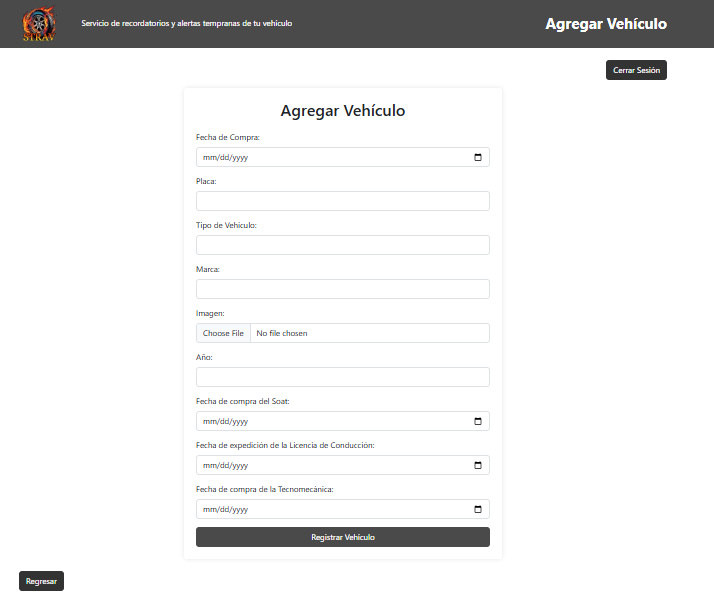 STRAV
Servicio de recordatorios y alertas tempranas de tu vehículo
Agregar Vehículo
Cerrar Sesión
Agregar Vehículo
Fecha de Compra:
mm/dd/yyyy
Placa:
Tipo de Vehículo:
Marca:
Imagen:
Choose File No file chosen
Año:
Fecha de compra del Soat:
mm/dd/yyyy
Fecha de expedición de la Licencia de Conducción:
mm/dd/yyyy
Fecha de compra de la Tecnomecánica:
mm/dd/yyyy
Registrar Vehículo
Regresar